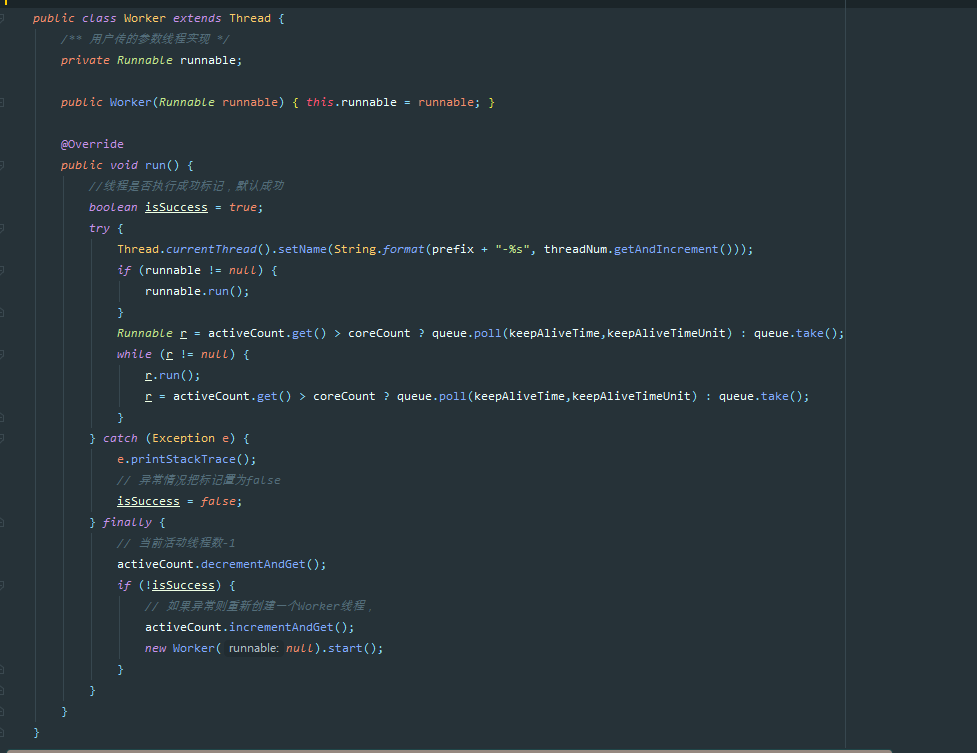 public class Worker extends Thread {
/** 用户传的参数线程实现 */
private Runnable runnable;
public Worker(Runnable runnable) { this.runnable = runnable; }
@Override
public void run() {
//线程是否执行成功标记，默认成功
boolean isSuccess = true;
try {
Thread.currentThread().setName(String.format(prefix + "-%s", threadNum.getAndIncrement()));
if (runnable != null) {
runnable.run();
}
Runnable r = activeCount.get() > coreCount ? queue.poll(keepAliveTime,keepAliveTimeUnit) : queue.take();
while (r != null) {
r.run();
r = activeCount.get() > coreCount ? queue.poll(keepAliveTime,keepAliveTimeUnit) : queue.take();
}
} catch (Exception e) {
e.printStackTrace();
// 异常情况把标记置为false
isSuccess = false;
} finally {
// 当前活动线程数-1
activeCount.decrementAndGet();
if (!isSuccess) {
// 如果异常则重新创建一个Worker线程，
activeCount.incrementAndGet();
new Worker( runnable: null).start();
}
}
}
}